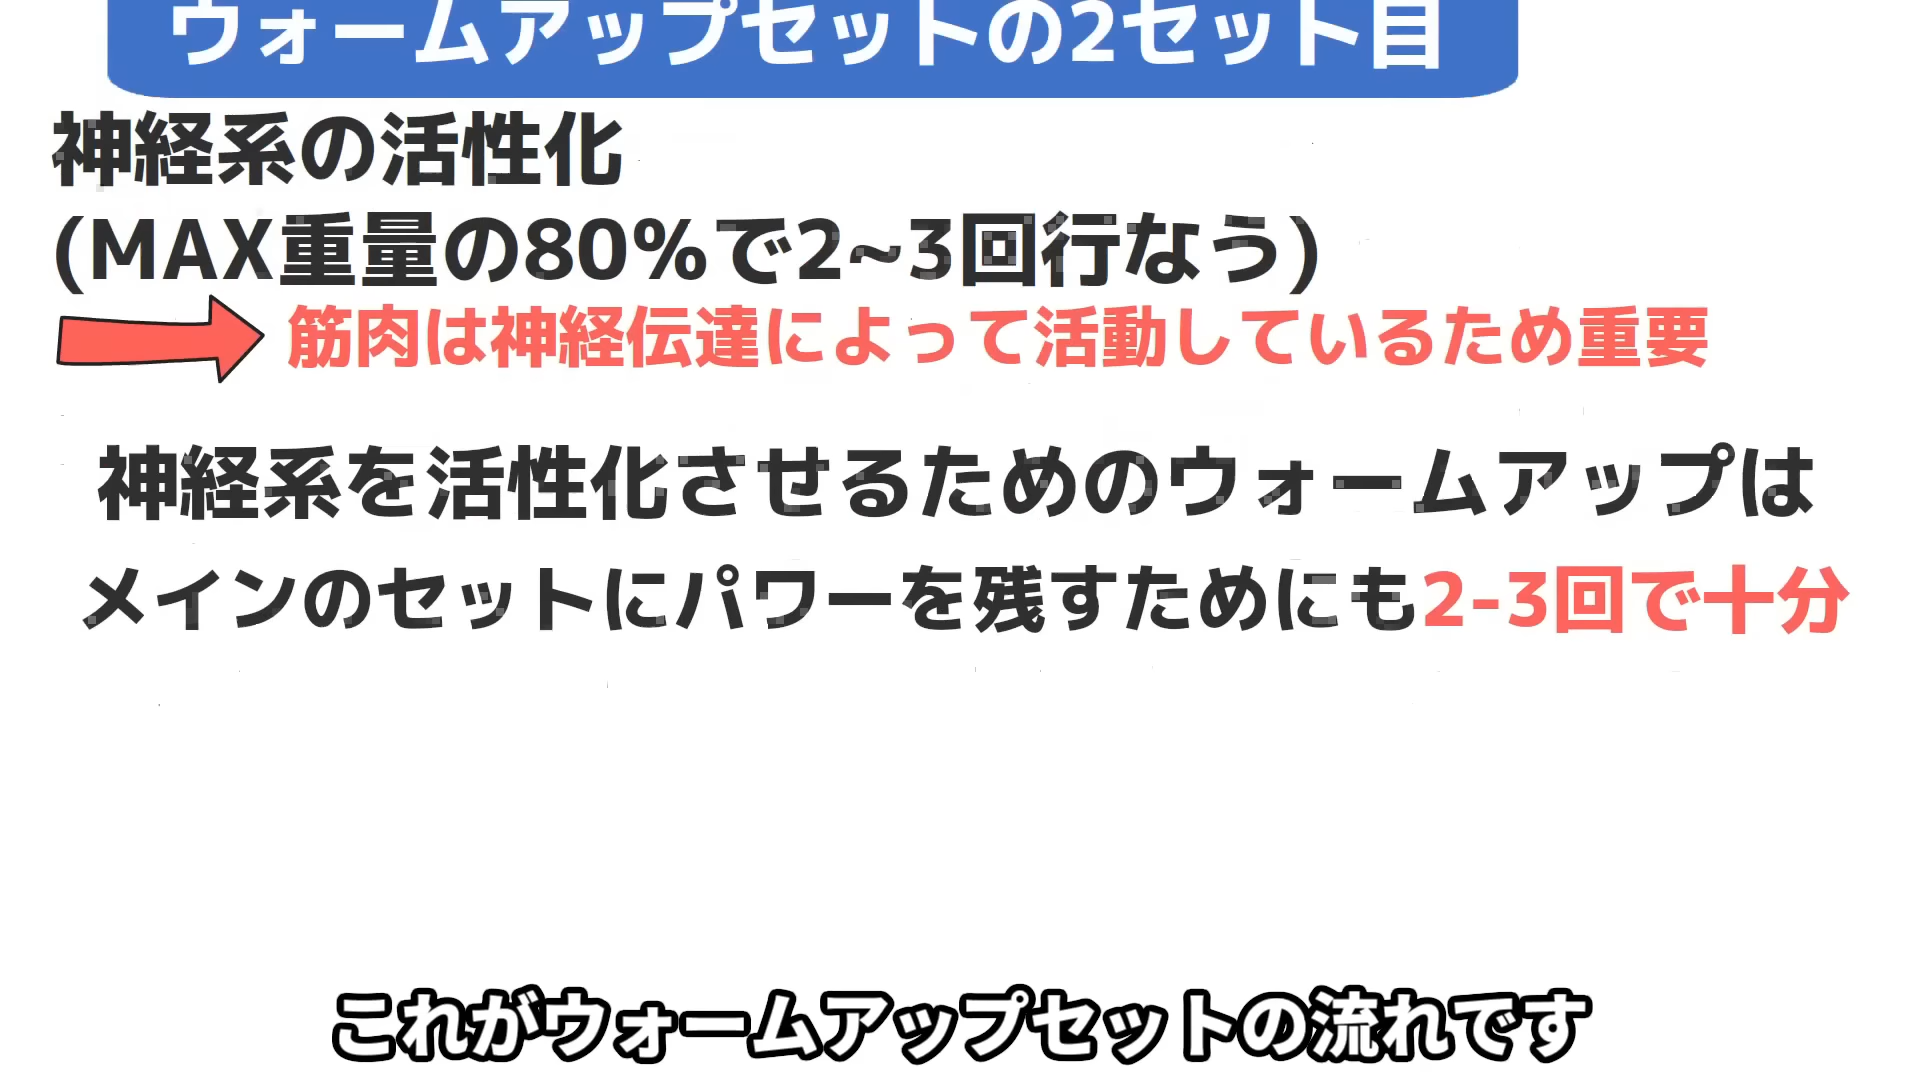 ウォームアップセットの2セット目
神経系の活性化
(MAX重量の80%で2~3回行なう)
筋肉は神経伝達によって活動しているため重要
神経系を活性化させるためのウォームアップは
メインのセットにパワーを残すためにも2-3回で十分
これがウォームアップセットの流れです